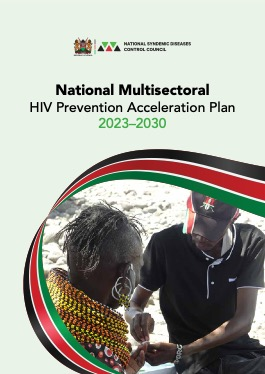 NATIONAL SYNDEMIC DISEASES
CONTROL COUNCIL
National Multisectoral
HIV Prevention Acceleration Plan
2023–2030